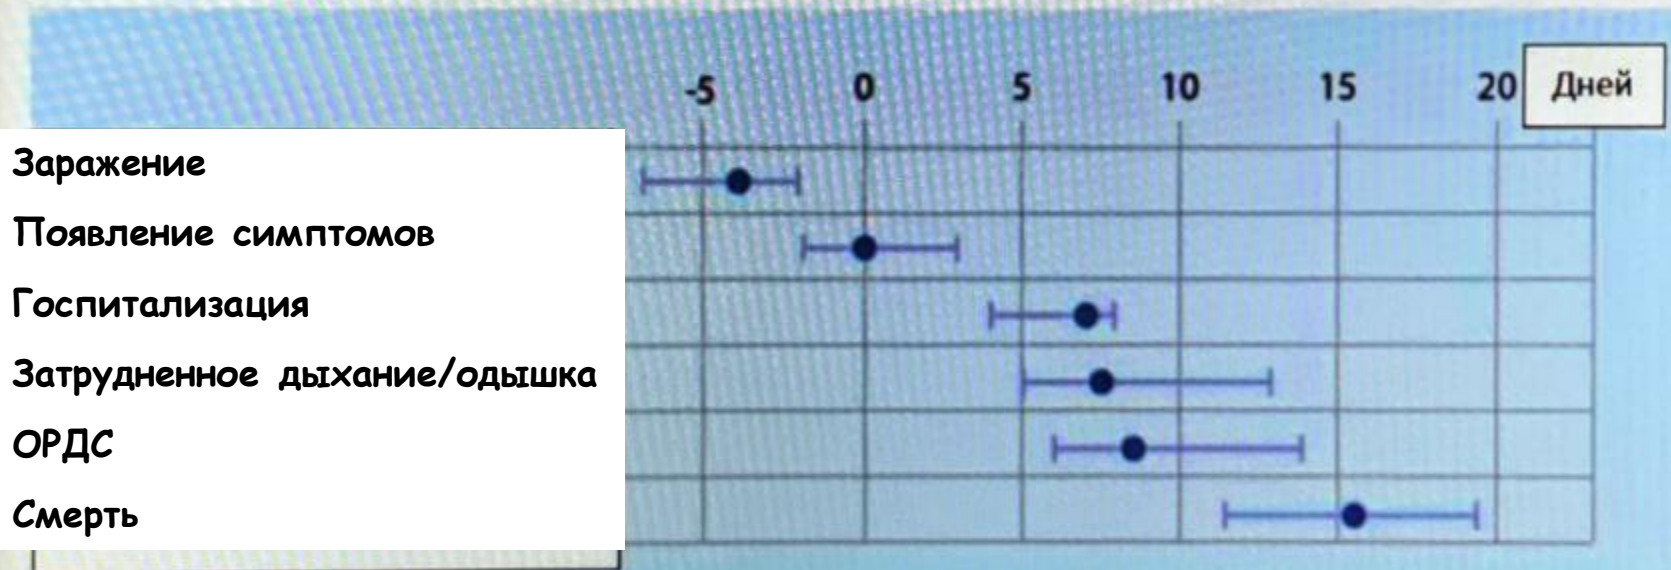 -5 0 5 10 15 20 Дней
Заражение
Появление симптомов
Госпитализация
Затрудненное дыхание/одышка
ОРДС
Смерть